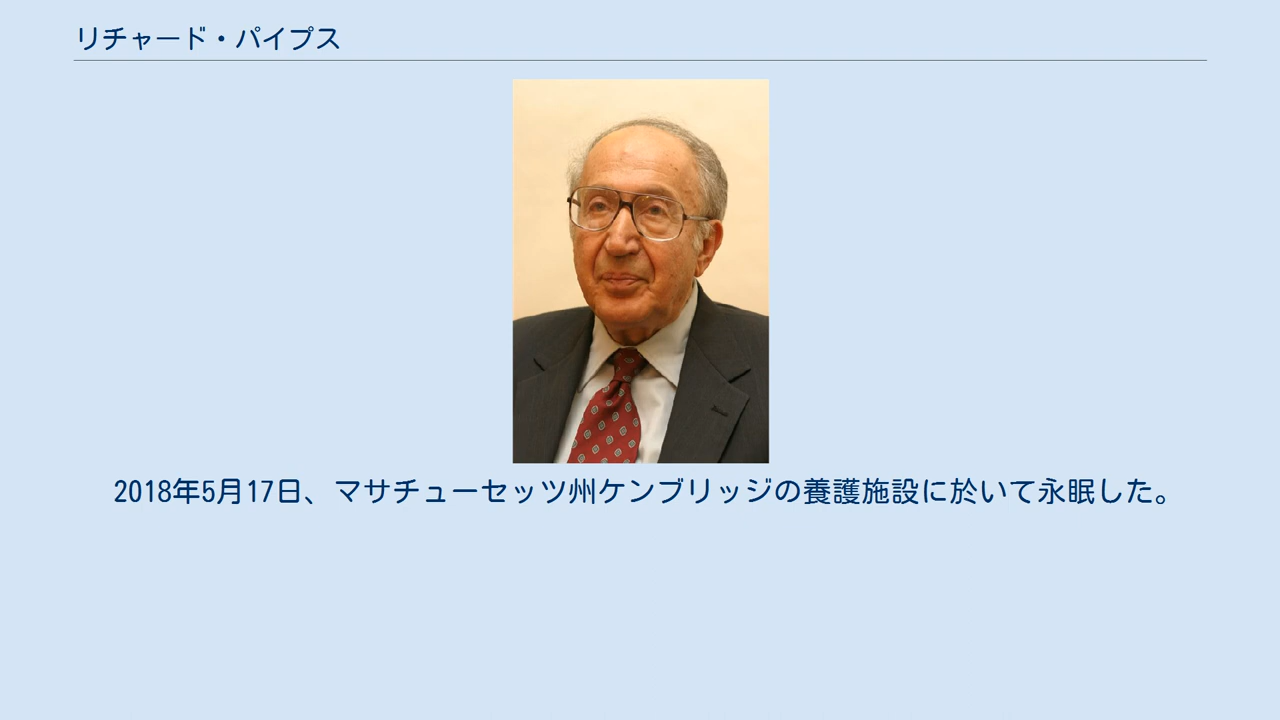 リチャード・パイプス
2018年5月17日、マサチューセッツ州ケンブリッジの養護施設に於いて永眠した。